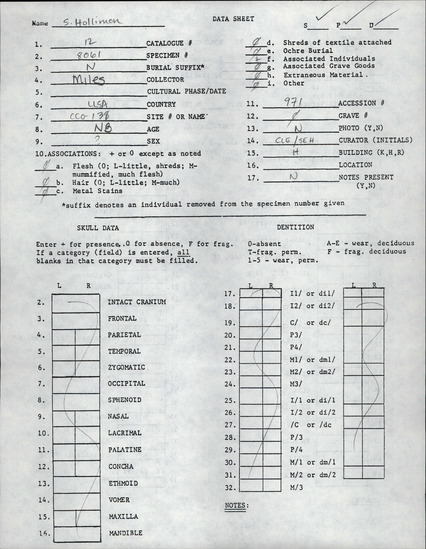 Name S. Hollimon
DATA SHEET
S P D
1. 12 CATALOGUE #
2. 8061 SPECIMEN #
3. N BURIAL SUFFIX*
4. Miles COLLECTOR
5. CULTURAL PHASE/DATE
6. USA COUNTRY
7. CCO-138 SITE # OR NAME
8. NB AGE
9. ? SEX
10. ASSOCIATIONS: + or 0 except as noted
Ø a. Flesh (0; L-little, shreds; M-mummified, much flesh)
Ø b. Hair (0; L-little; M-much)
Ø c. Metal Stains
Ø d. Shreds of textile attached
e. Ochre Burial
f. Associated Individuals
Ø g. Associated Grave Goods
Ø h. Extraneous Material.
Ø i. Other
11. 971 ACCESSION #
12. Ø GRAVE #
13. N PHOTO (Y,N)
14. CLG/SEH CURATOR (INITIALS)
15. H BUILDING (K,H,R)
16. LOCATION
17. N NOTES PRESENT (Y,N)
*suffix denotes an individual removed from the specimen number given
SKULL DATA
Enter + for presence, 0 for absence, F for frag.
If a category (field) is entered, all
blanks in that category must be filled.
L R
2. INTACT CRANIUM
3. FRONTAL
4. PARIETAL
5. TEMPORAL
6. ZYGOMATIC
7. OCCIPITAL
8. SPHENOID
9. NASAL
10. LACRIMAL
11. PALATINE
12. CONCHA
13. ETHMOID
14. VOMER
15. MAXILLA
16. MANDIBLE
DENTITION
0-absent A-E - wear, deciduous
T-frag. perm. F - frag. deciduous
1-5 - wear, perm.
L R L R
17. I1/ or di1/
18. I2/ or di2/
19. C/ or dc/
20. P3/
21. P4/
22. M1/ or dm1/
23. M2/ or dm2/
24. M3/
25. I/1 or di/1
26. I/2 or di/2
27. /C or /dc
28. P/3
29. P/4
30. M/1 or dm/1
31. M/2 or dm/2
32. M/3
NOTES: